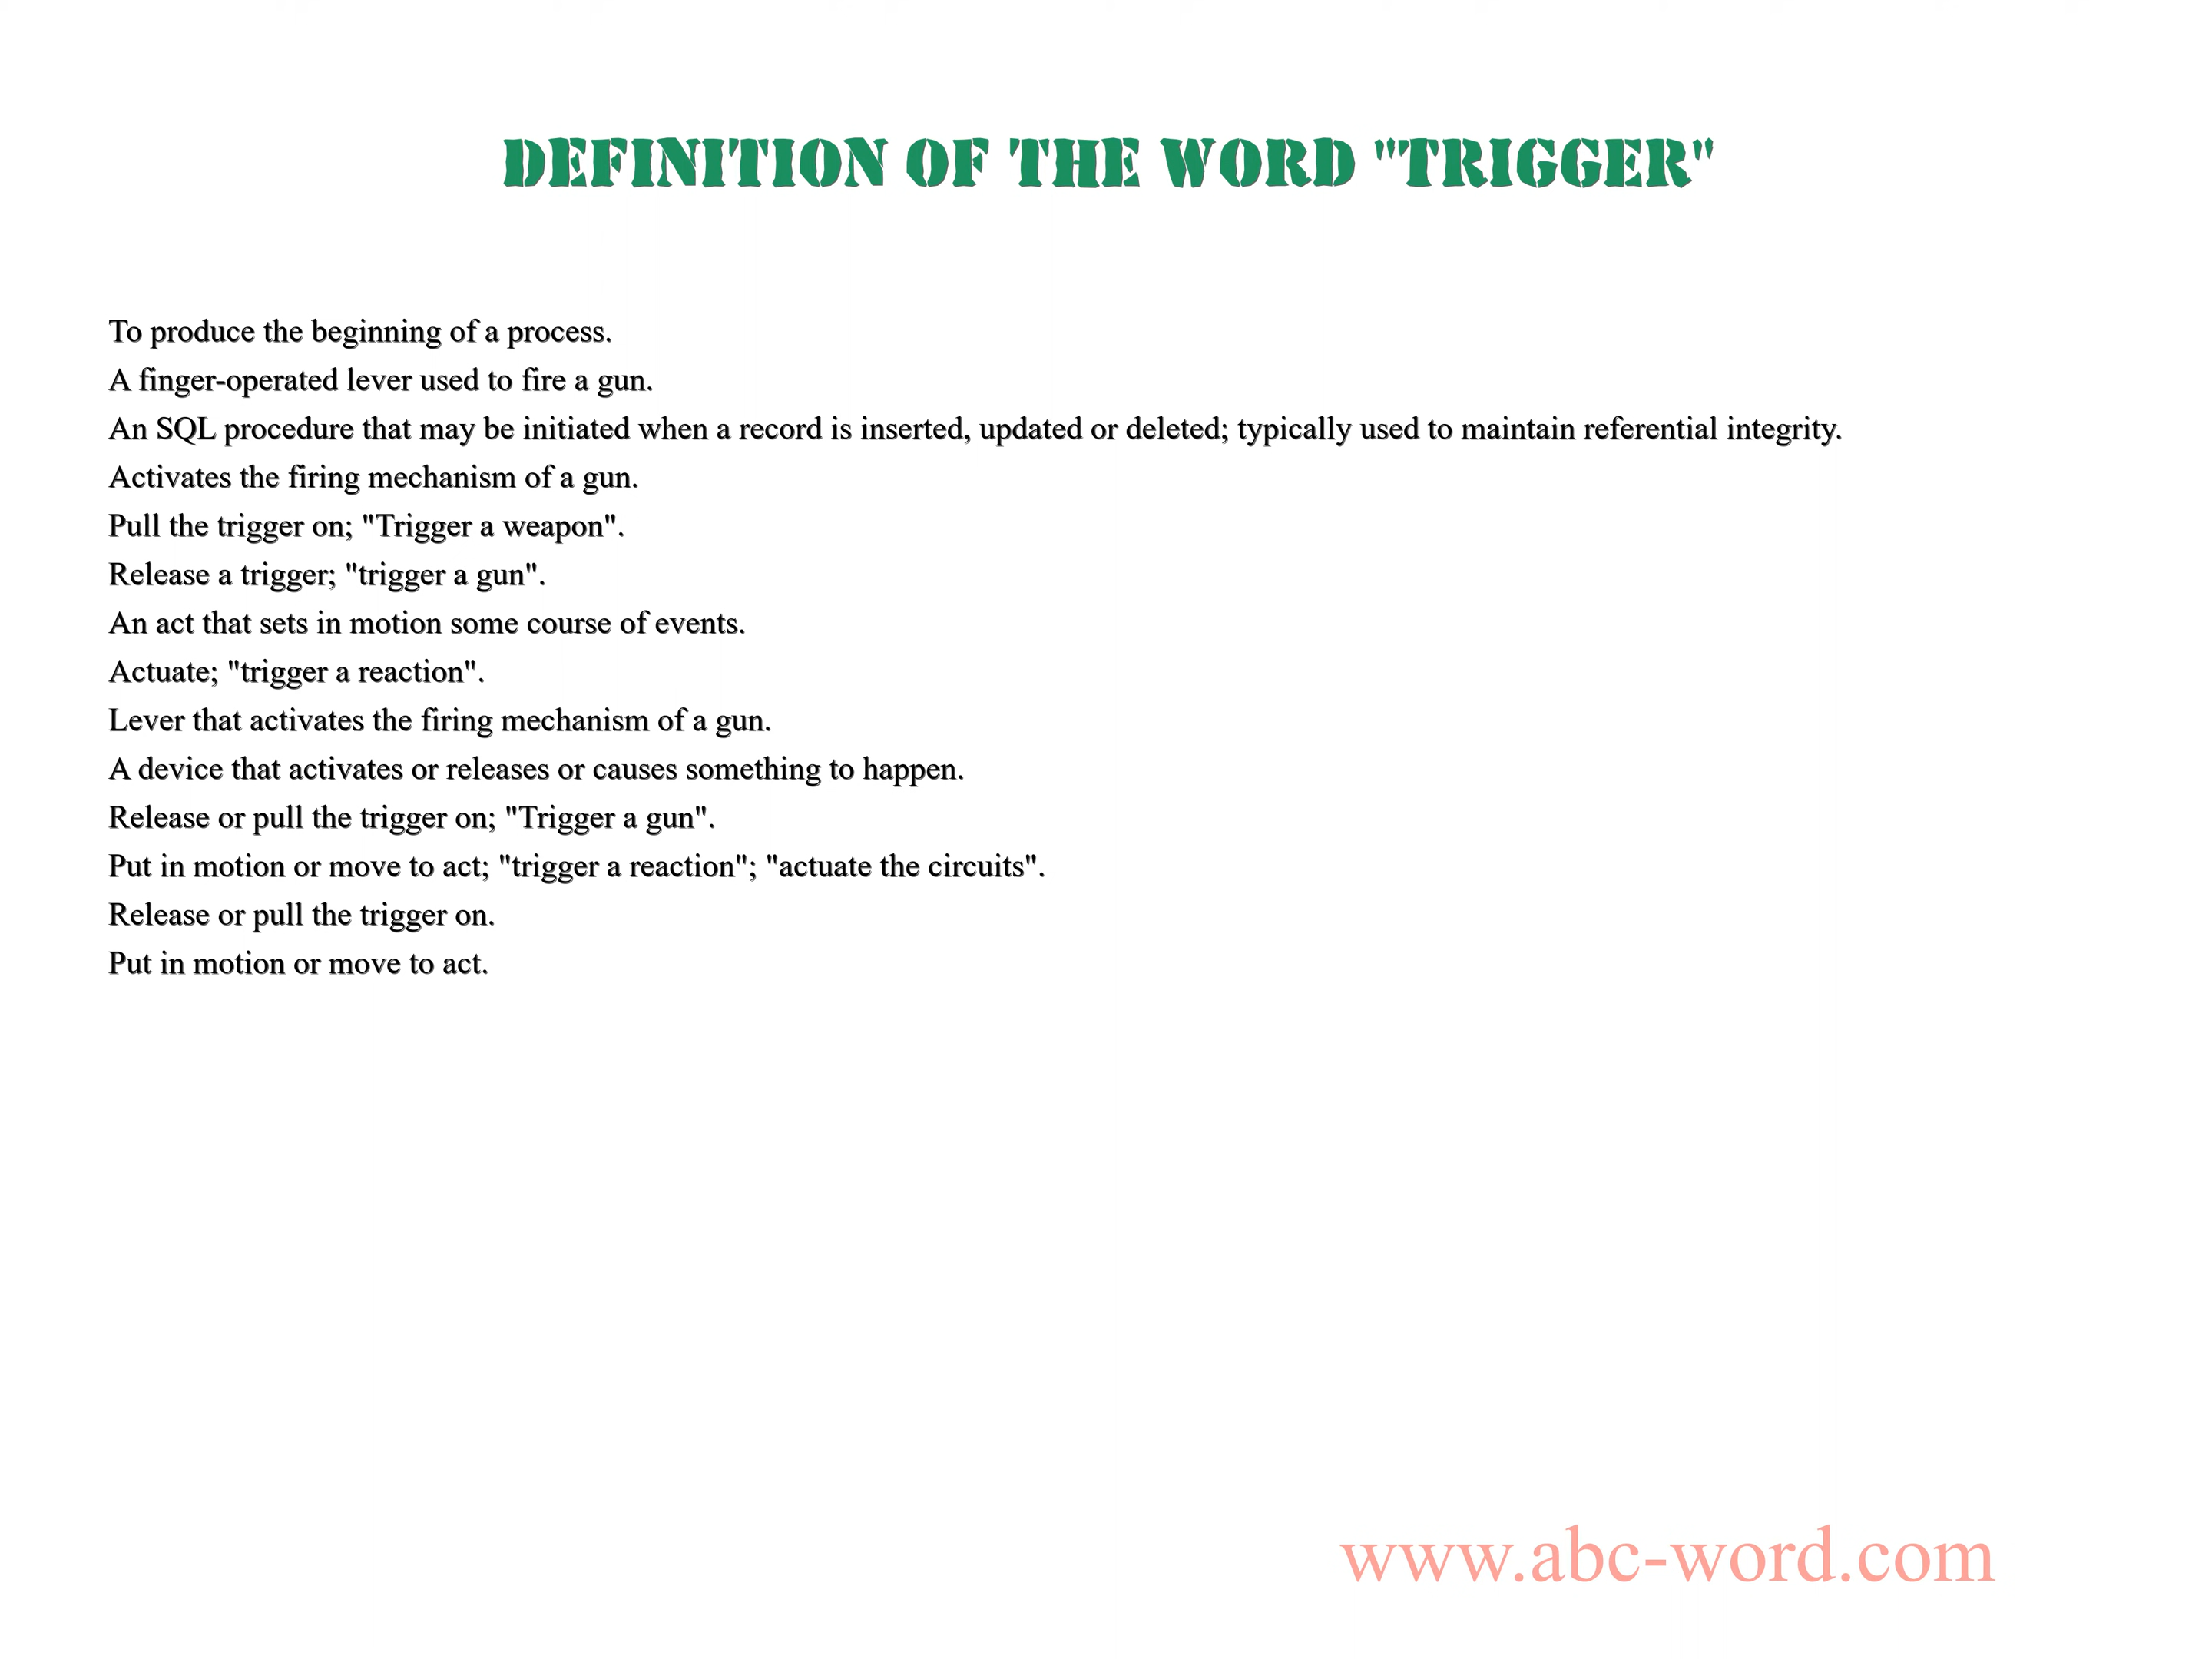 DEFINITION OF THE WORD "TRIGGER"
To produce the beginning of a process.
A finger-operated lever used to fire a gun.
An SQL procedure that may be initiated when a record is inserted, updated or deleted; typically used to maintain referential integrity.
Activates the firing mechanism of a gun.
Pull the trigger on; "Trigger a weapon".
Release a trigger; "trigger a gun".
An act that sets in motion some course of events.
Actuate; "trigger a reaction".
Lever that activates the firing mechanism of a gun.
A device that activates or releases or causes something to happen.
Release or pull the trigger on; "Trigger a gun".
Put in motion or move to act; "trigger a reaction"; "actuate the circuits".
Release or pull the trigger on.
Put in motion or move to act.
www.abc-word.com